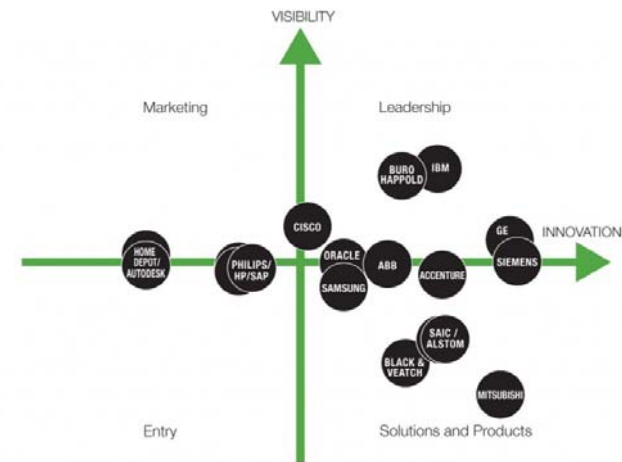 VISIBILITY
Marketing
Leadership
BURO
HAPPOLD
IBM
CISCO
GE
INNOVATION
HOME
DEPOT/
AUTODESK
PHILIPS/
HP/SAP
ORACLE
ABB
ACCENTURE
SIEMENS
SAMSUNG
SAIC /
ALSTOM
BLACK &
VEATCH
MITSUBISHI
Entry
Solutions and Products